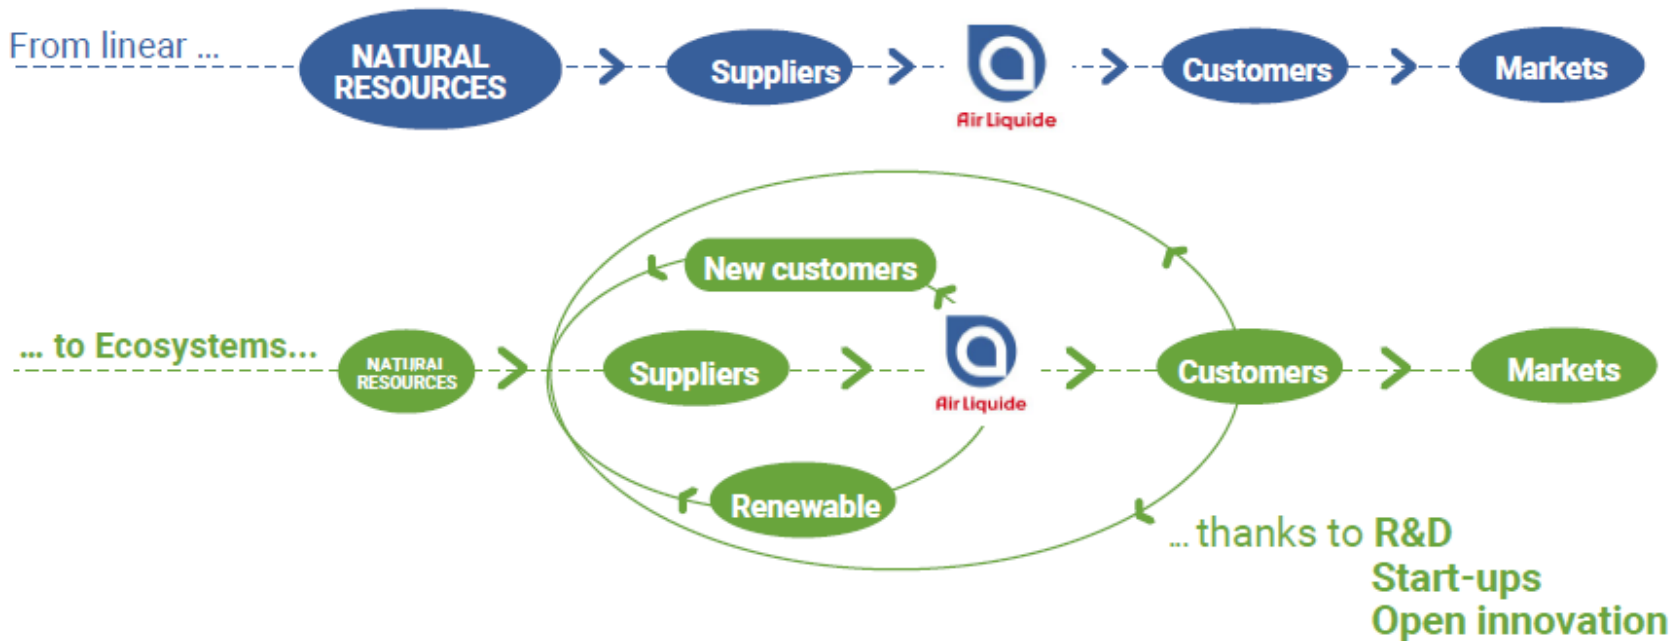 From linear ...
NATURAL
RESOURCES
Suppliers
Air Liquide
Customers
Markets
New customers
... to Ecosystems...
NATURAL
RESOURCES
Suppliers
Air Liquide
Customers
Markets
Renewable
... thanks to R&D
Start-ups
Open innovation